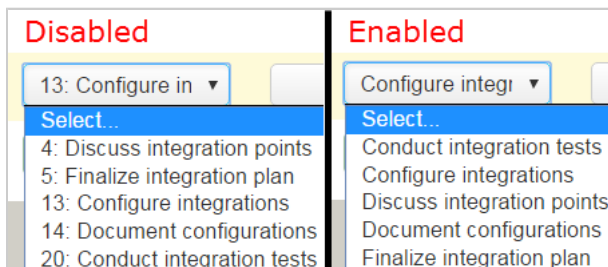 Disabled
13: Configure in
Select...
4: Discuss integration points
5: Finalize integration plan
13: Configure integrations
14: Document configurations
20: Conduct integration tests
Enabled
Configure integr
Select...
Conduct integration tests
Configure integrations
Discuss integration points
Document configurations
Finalize integration plan